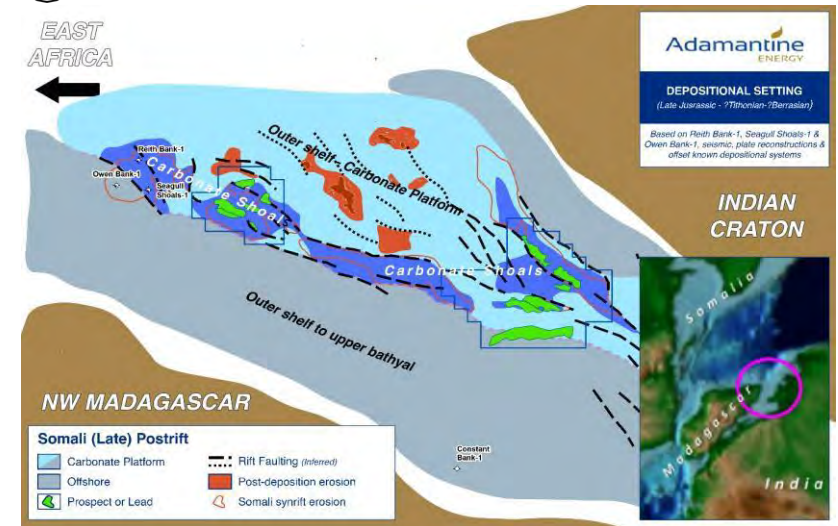 EAST
AFRICA
Adamantine
ENERGY
DEPOSITIONAL SETTING
(Late Jusrassic - ?Tithonian-?Berrasian)
Based on Reith Bank-1, Seagull Shoals-1 &
Owen Bank-1, seismic, plate reconstructions &
offset known depositional systems
Reith Bank-1
Owen Bank-1
Seagull
Shoals-1
Carbonate Shoal
Outer shelf - Carbonate Platform
Carbonate Shoals
INDIAN
CRATON
Outer shelf to upper bathyal
NW MADAGASCAR
Constant
Bank-1
Somali (Late) Postrift
Carbonate Platform
Rift Faulting (Inferred)
Offshore
Post-deposition erosion
Prospect or Lead
Somali synrift erosion
Somalia
Madagascar
India